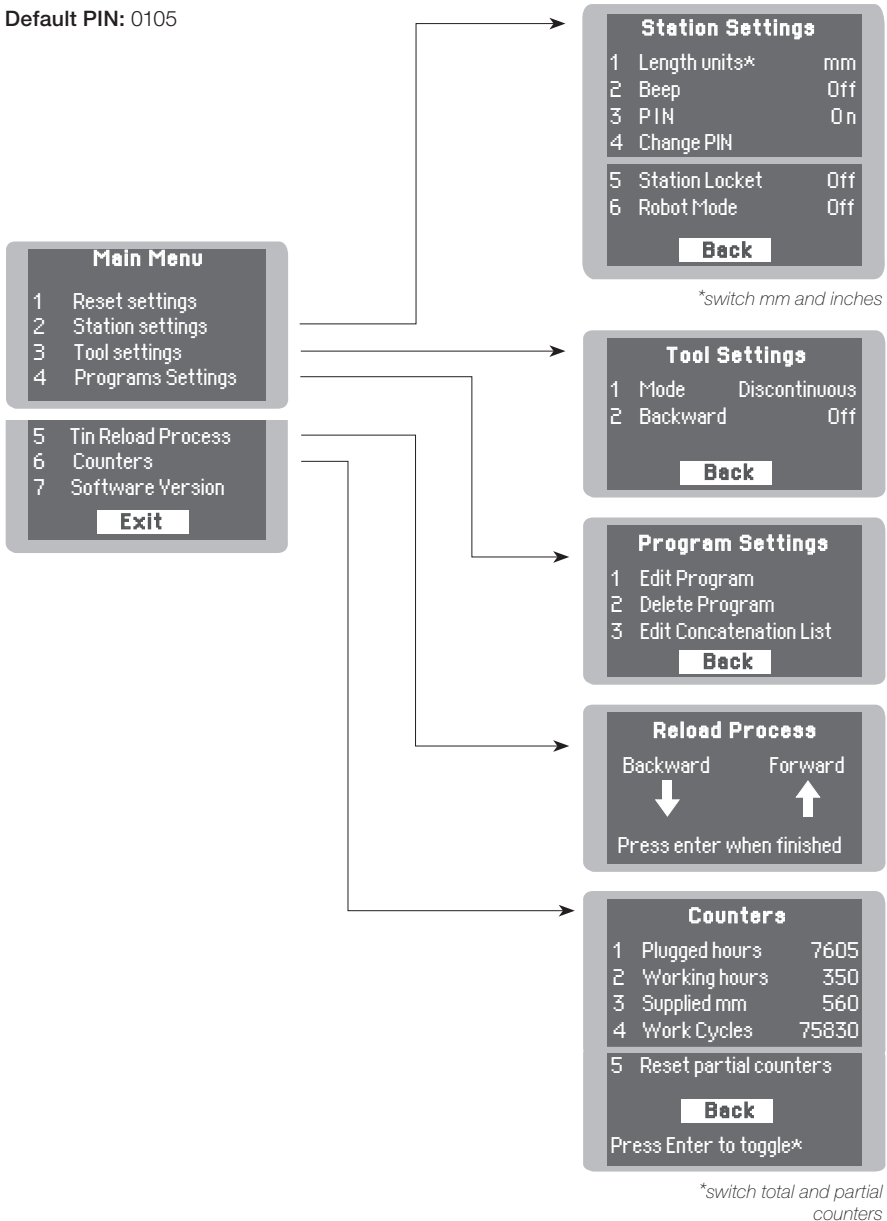 Default PIN: 0105
Main Menu
1 Reset settings
2 Station settings
3 Tool settings
4 Programs Settings
5 Tin Reload Process
6 Counters
7 Software Version
Exit
Station Settings
1 Length units* mm
2 Beep Off
3 PIN On
4 Change PIN
5 Station Locket Off
6 Robot Mode Off
Back
*switch mm and inches
Tool Settings
1 Mode Discontinuous
2 Backward Off
Back
Program Settings
1 Edit Program
2 Delete Program
3 Edit Concatenation List
Back
Reload Process
Backward Forward
Press enter when finished
Counters
1 Plugged hours 7605
2 Working hours 350
3 Supplied mm 560
4 Work Cycles 75830
5 Reset partial counters
Back
Press Enter to toggle*
*switch total and partial
counters